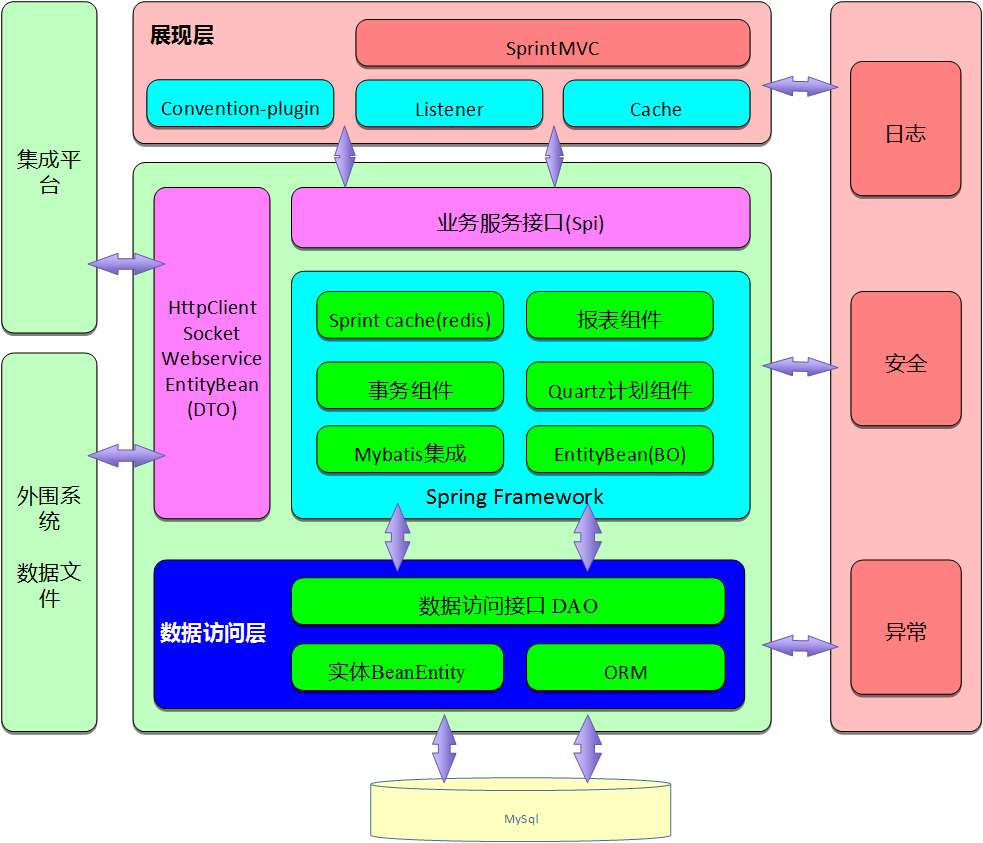 展现层
SprintMVC
Convention-plugin
Listener
Cache
集成平
台
外围系
统
数据文
件
HttpClient
Socket
Webservice
EntityBean
(DTO)
业务服务接口(Spi)
Sprint cache(redis)
报表组件
事务组件
Quartz计划组件
Mybatis集成
EntityBean(BO)
Spring Framework
数据访问层
数据访问接口 DAO
实体BeanEntity
ORM
MySql
日志
安全
异常